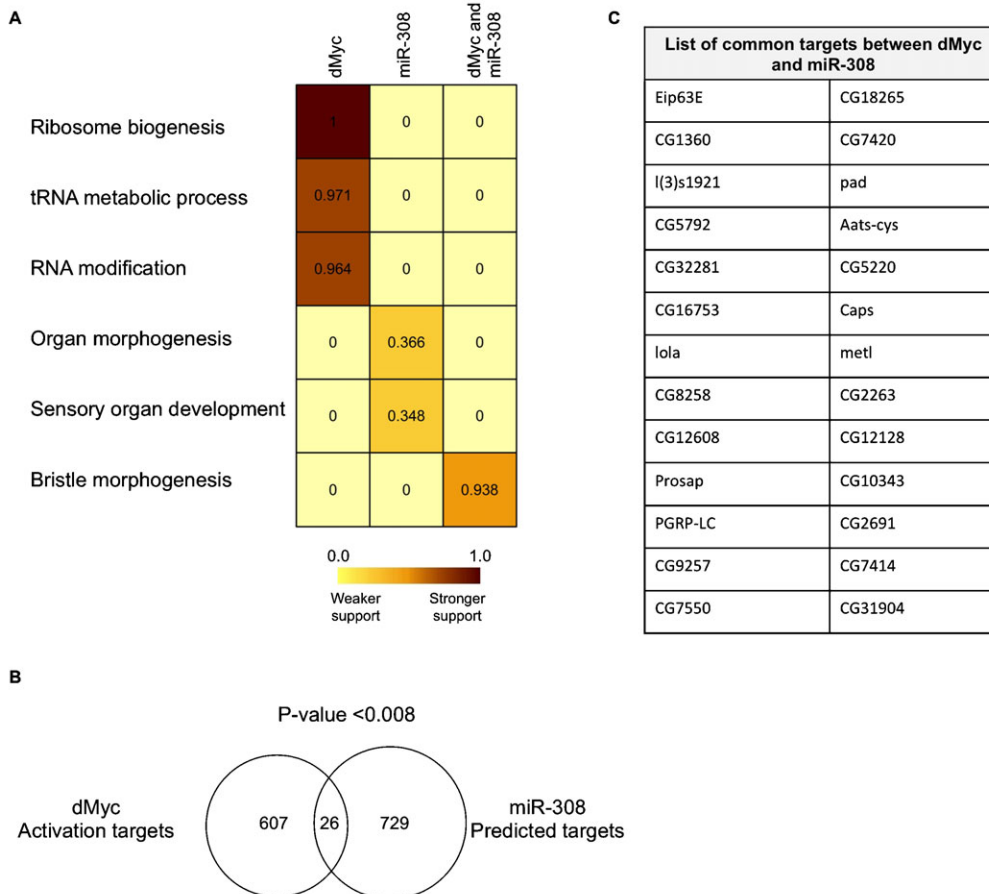 A
dMyc
miR-308
dMyc and
miR-308
Ribosome biogenesis
1
0
0
tRNA metabolic process
0.971
0
0
RNA modification
0.964
0
0
Organ morphogenesis
0
0.366
0
Sensory organ development
0
0.348
0
Bristle morphogenesis
0
0
0.938
0.0
1.0
Weaker
support
Stronger
support
C
List of common targets between dMyc
and miR-308
Eip63E
CG18265
CG1360
CG7420
l(3)s1921
pad
CG5792
Aats-cys
CG32281
CG5220
CG16753
Caps
lola
metl
CG8258
CG2263
CG12608
CG12128
Prosap
CG10343
PGRP-LC
CG2691
CG9257
CG7414
CG7550
CG31904
B
P-value <0.008
dMyc
Activation targets
607
26
729
miR-308
Predicted targets